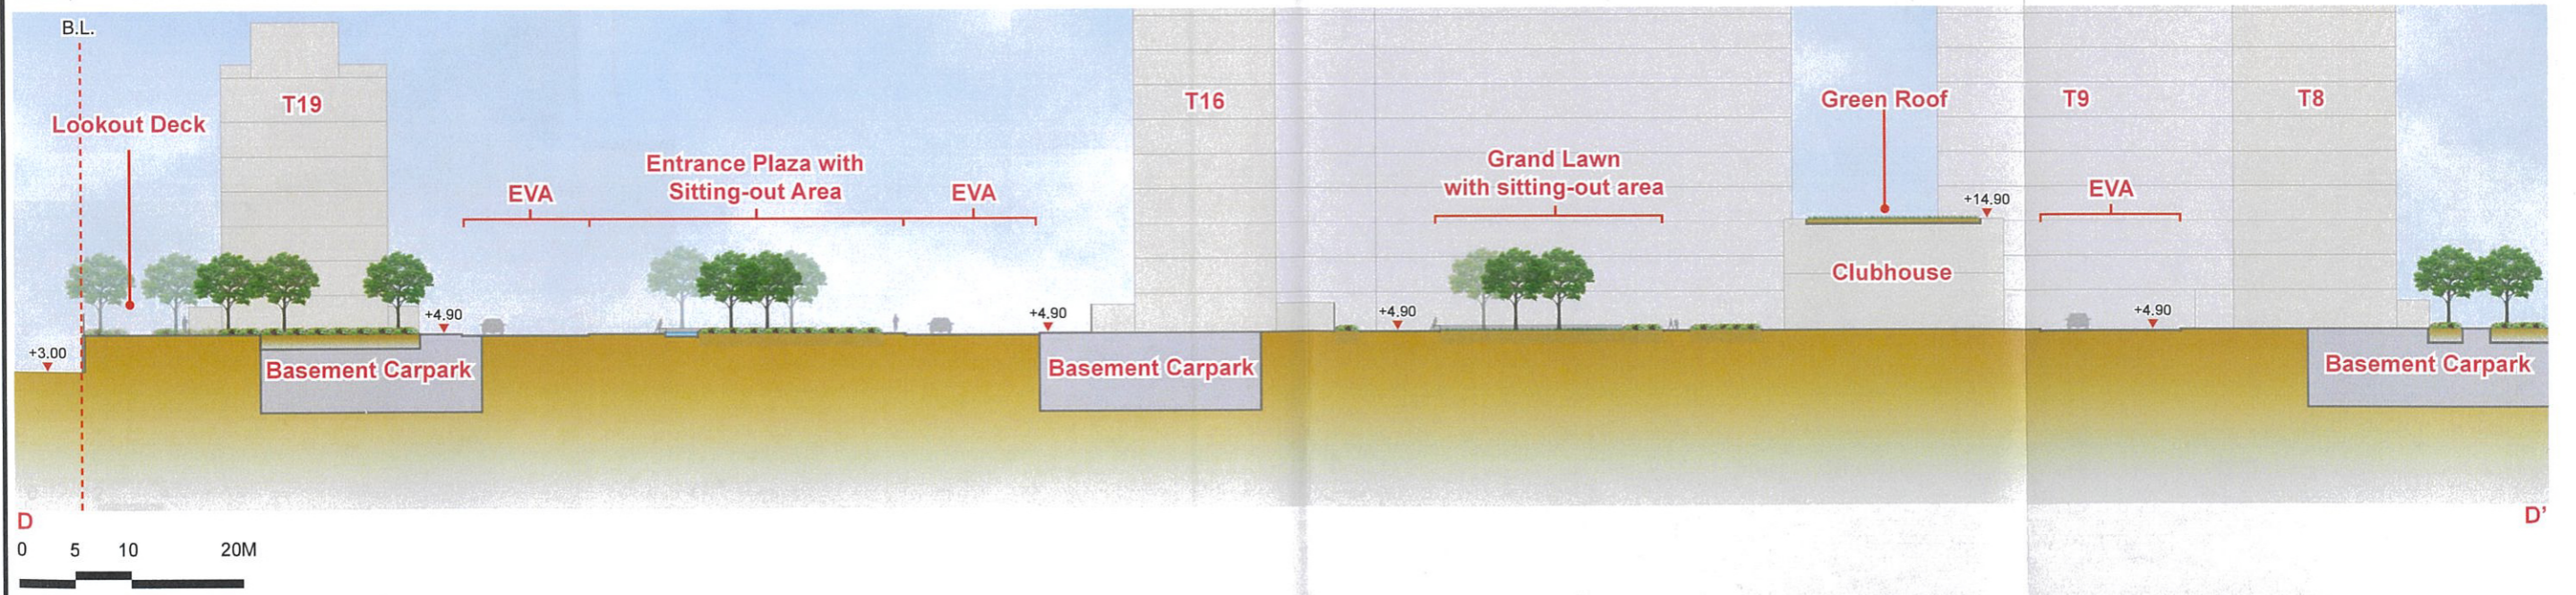 B.L.
T19
T16
Green Roof
T9
T8
Lookout Deck
Entrance Plaza with
Sitting-out Area
EVA
EVA
Grand Lawn
with sitting-out area
+14.90
EVA
Clubhouse
+3.00
+4.90
+4.90
+4.90
+4.90
Basement Carpark
Basement Carpark
Basement Carpark
D
D'
0 5 10 20M